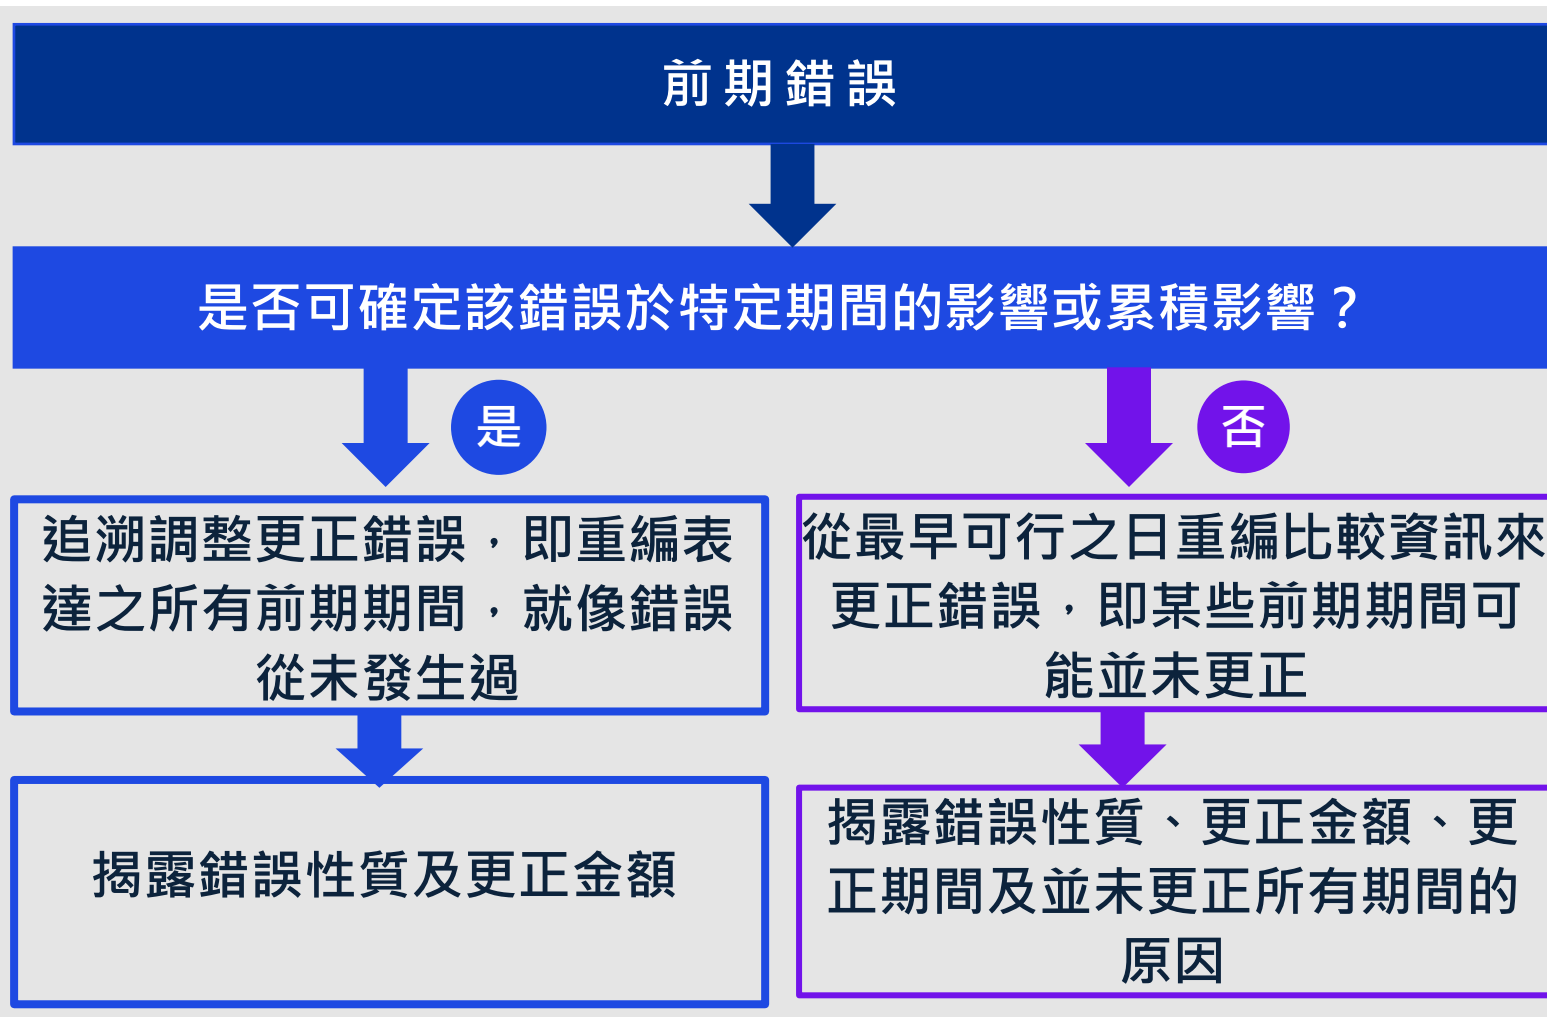 前期錯誤
是否可確定該錯誤於特定期間的影響或累積影響？
是
否
追溯調整更正錯誤，即重編表
達之所有前期期間，就像錯誤
從未發生過
從最早可行之日重編比較資訊來
更正錯誤，即某些前期期間可
能並未更正
揭露錯誤性質及更正金額
揭露錯誤性質、更正金額、更
正期間及並未更正所有期間的
原因